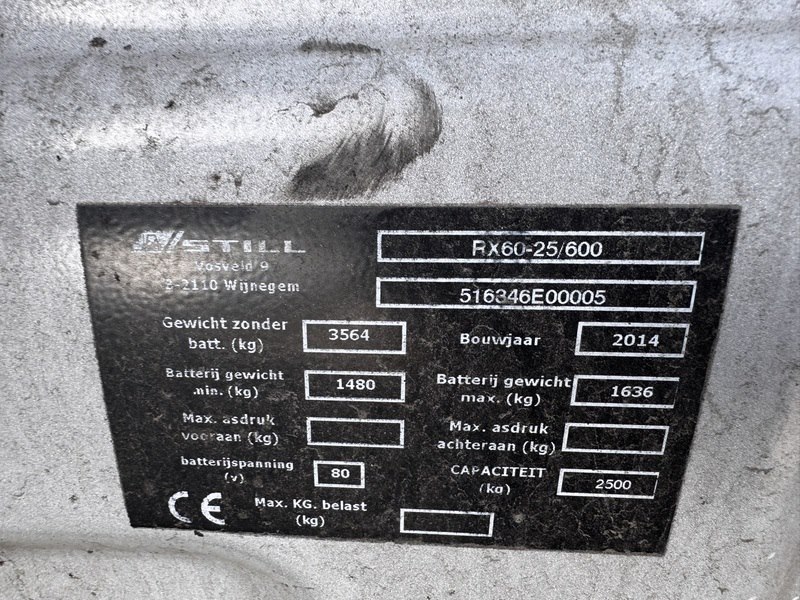 STILL
RX60-25/600
Vosveld 9
B-2110 Wijnegem
516346E00005
Gewicht zonder
batt. (kg)
3564
Bouwjaar
2014
Batterij gewicht
min. (kg)
1480
Batterij gewicht
max. (kg)
1636
Max. asdruk
vooraan (kg)
Max. asdruk
achteraan (kg)
batterijspanning
(v)
80
CAPACITEIT
(kg)
2500
CE
Max. KG. belast
(kg)